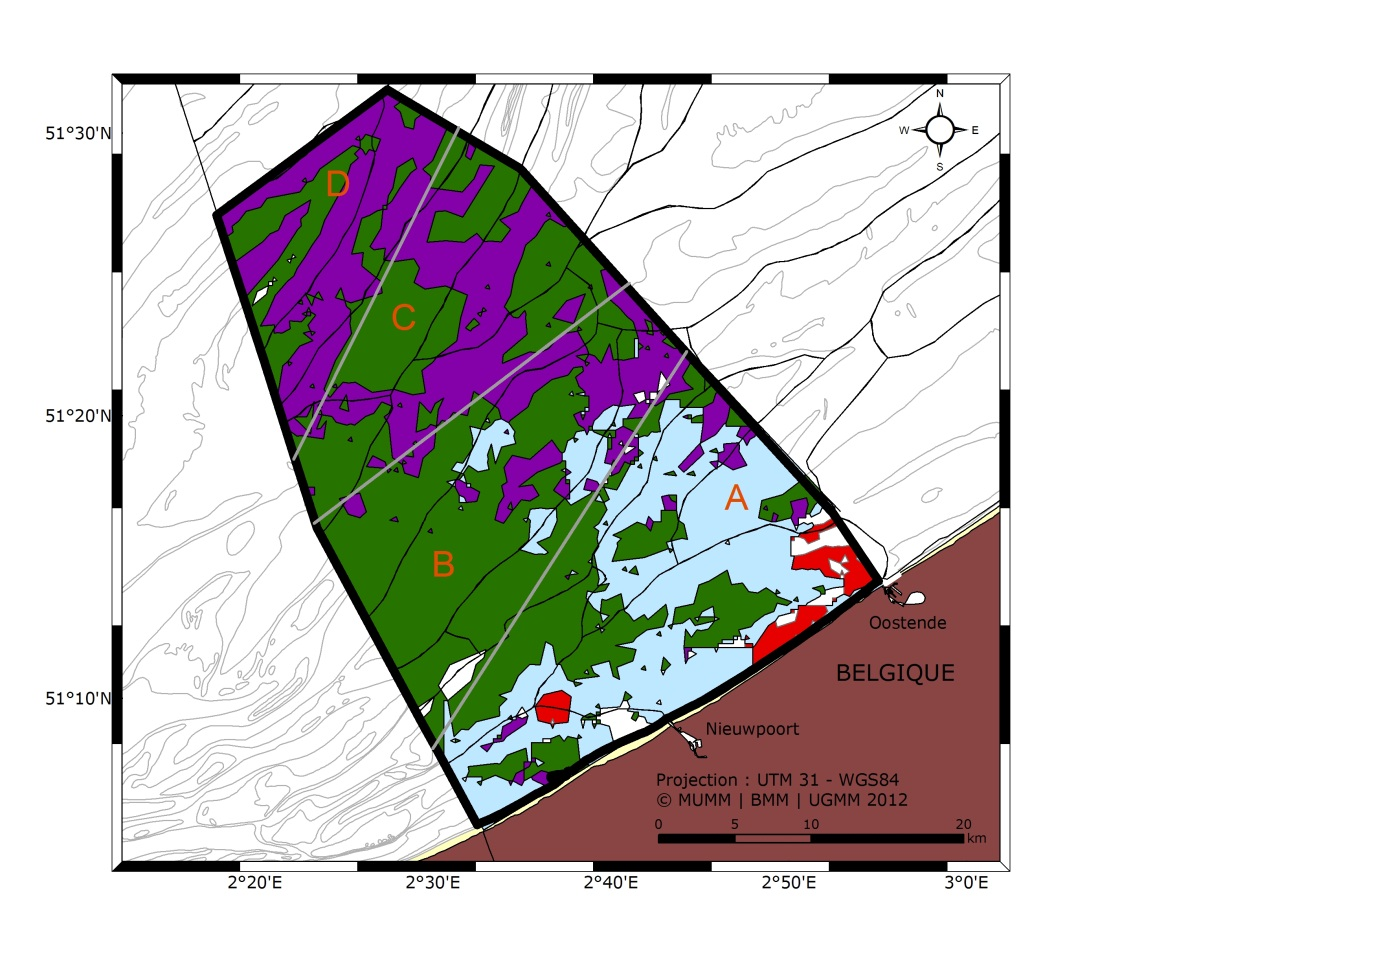 N
W E
S
51°30'N
D
C
51°20'N
A
B
Oostende
BELGIQUE
51°10'N
Nieuwpoort
Projection : UTM 31 - WGS84
© MUMM | BMM | UGMM 2012
0 5 10 20
km
2°20'E 2°30'E 2°40'E 2°50'E 3°0'E